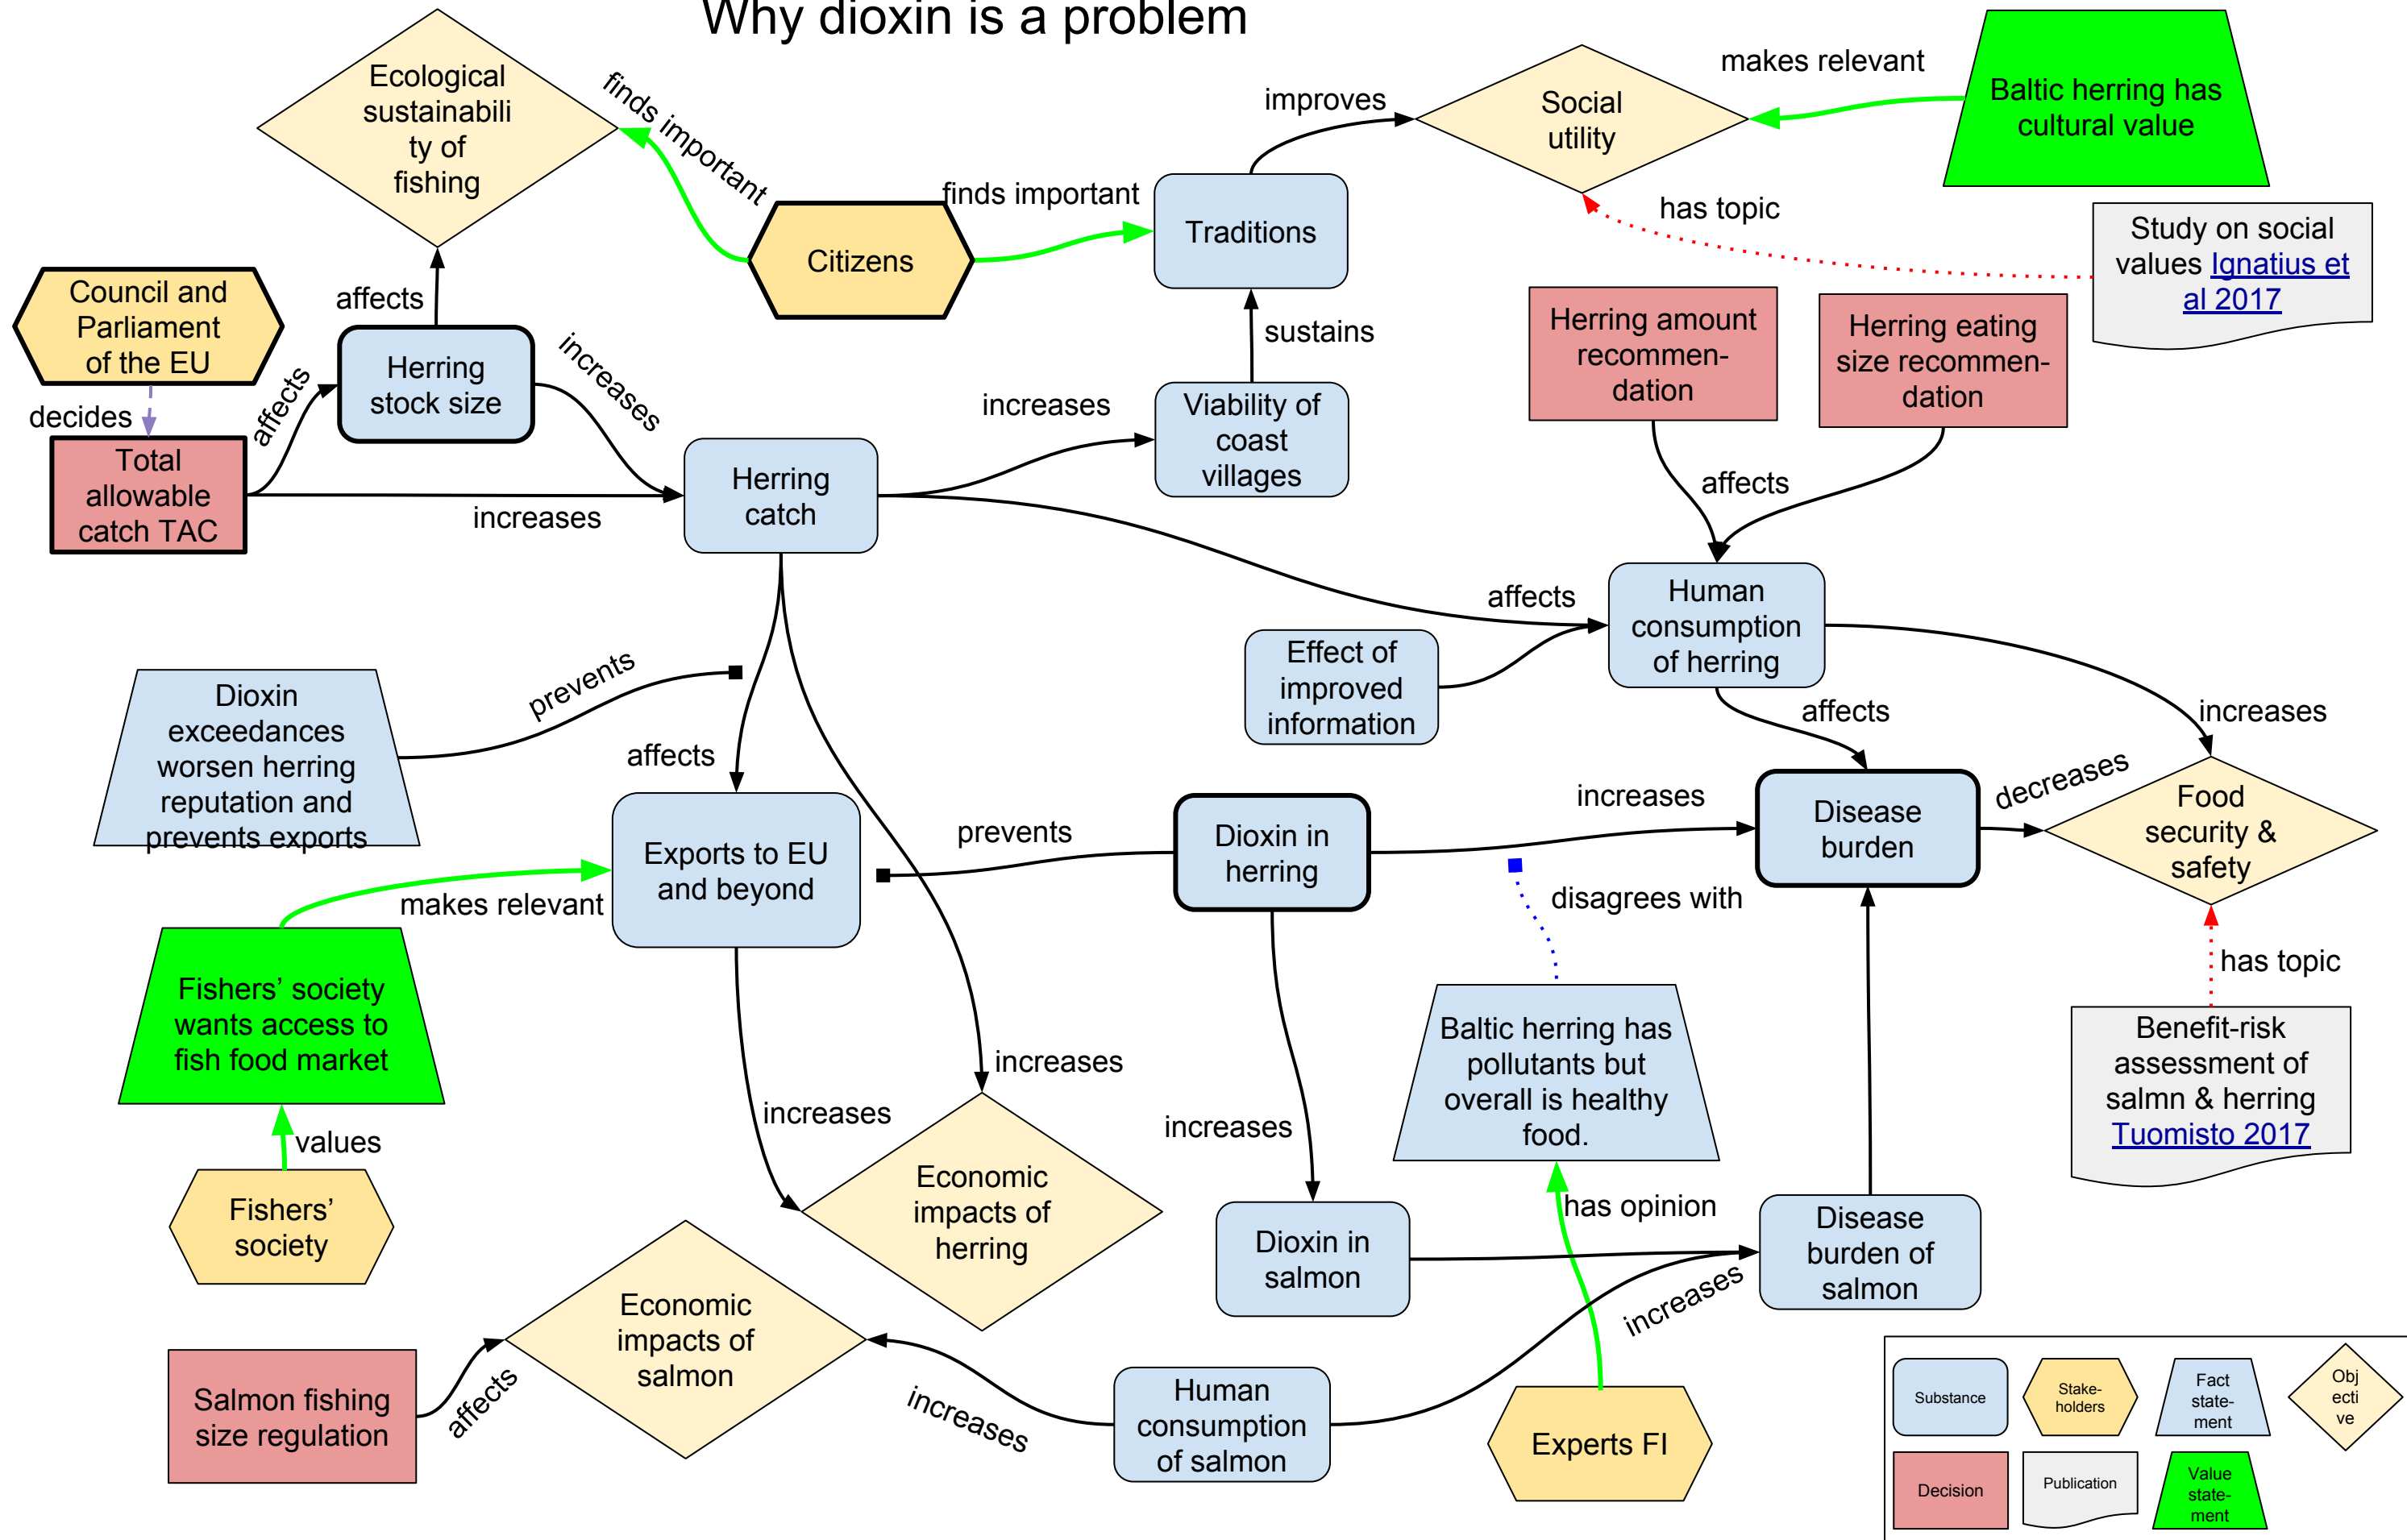 Why dioxin is a problem
Ecological
sustainabili
ty of
fishing
finds important
finds important
Citizens
Traditions
improves
Social
utility
makes relevant
Baltic herring has
cultural value
has topic
Study on social
values Ignatius et
al 2017
Council and
Parliament
of the EU
decides
affects
affects
Herring
stock size
increases
Total
allowable
catch TAC
increases
Herring
catch
increases
sustains
Viability of
coast
villages
Herring amount
recommen-
dation
Herring eating
size recommen-
dation
affects
affects
Human
consumption
of herring
Effect of
improved
information
affects
increases
Dioxin
exceedances
worsen herring
reputation and
prevents exports
prevents
affects
Exports to EU
and beyond
prevents
Dioxin in
herring
increases
Disease
burden
decreases
Food
security &
safety
makes relevant
disagrees with
Fishers’ society
wants access to
fish food market
values
Fishers’
society
increases
increases
Economic
impacts of
herring
increases
Baltic herring has
pollutants but
overall is healthy
food.
has topic
Benefit-risk
assessment of
salmn & herring
Tuomisto 2017
has opinion
Dioxin in
salmon
Disease
burden of
salmon
increases
Economic
impacts of
salmon
Salmon fishing
size regulation
affects
increases
Human
consumption
of salmon
Experts FI
Substance
Stake-
holders
Fact
state-
ment
Obj
ecti
ve
Decision
Publication
Value
state-
ment